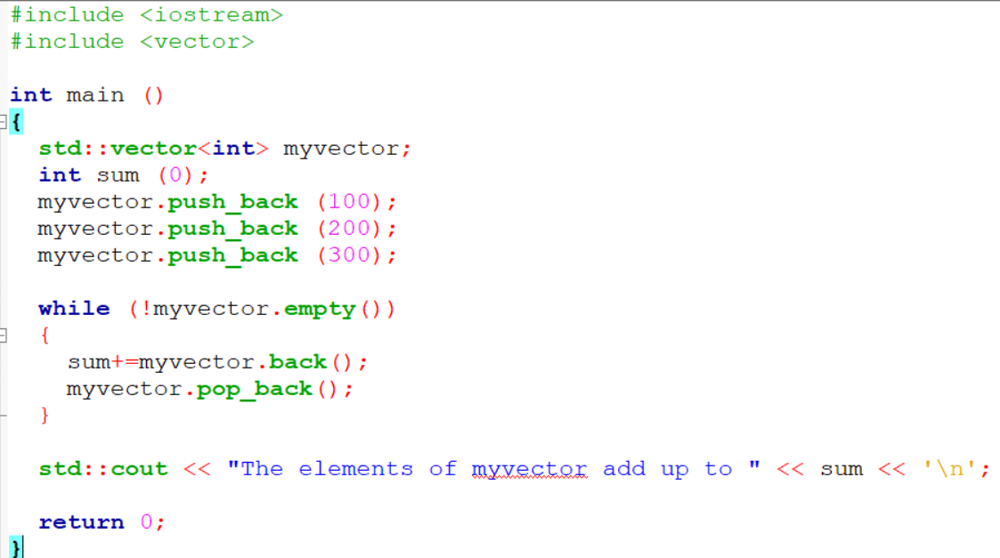 #include <iostream>
#include <vector>
int main ()
{
std::vector<int> myvector;
int sum (0);
myvector.push_back (100);
myvector.push_back (200);
myvector.push_back (300);
while (!myvector.empty())
{
sum+=myvector.back();
myvector.pop_back();
}
std::cout << "The elements of myvector add up to " << sum << '\n';
return 0;
}